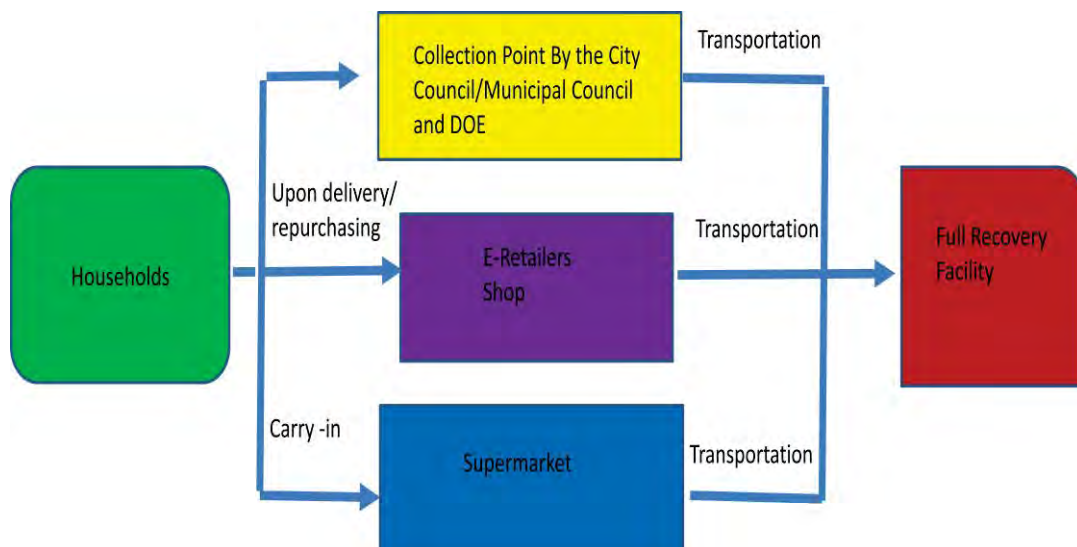 Collection Point By the City
Council/Municipal Council
and DOE
Transportation
Upon delivery/
repurchasing
Households
E-Retailers
Shop
Transportation
Full Recovery
Facility
Carry -in
Supermarket
Transportation